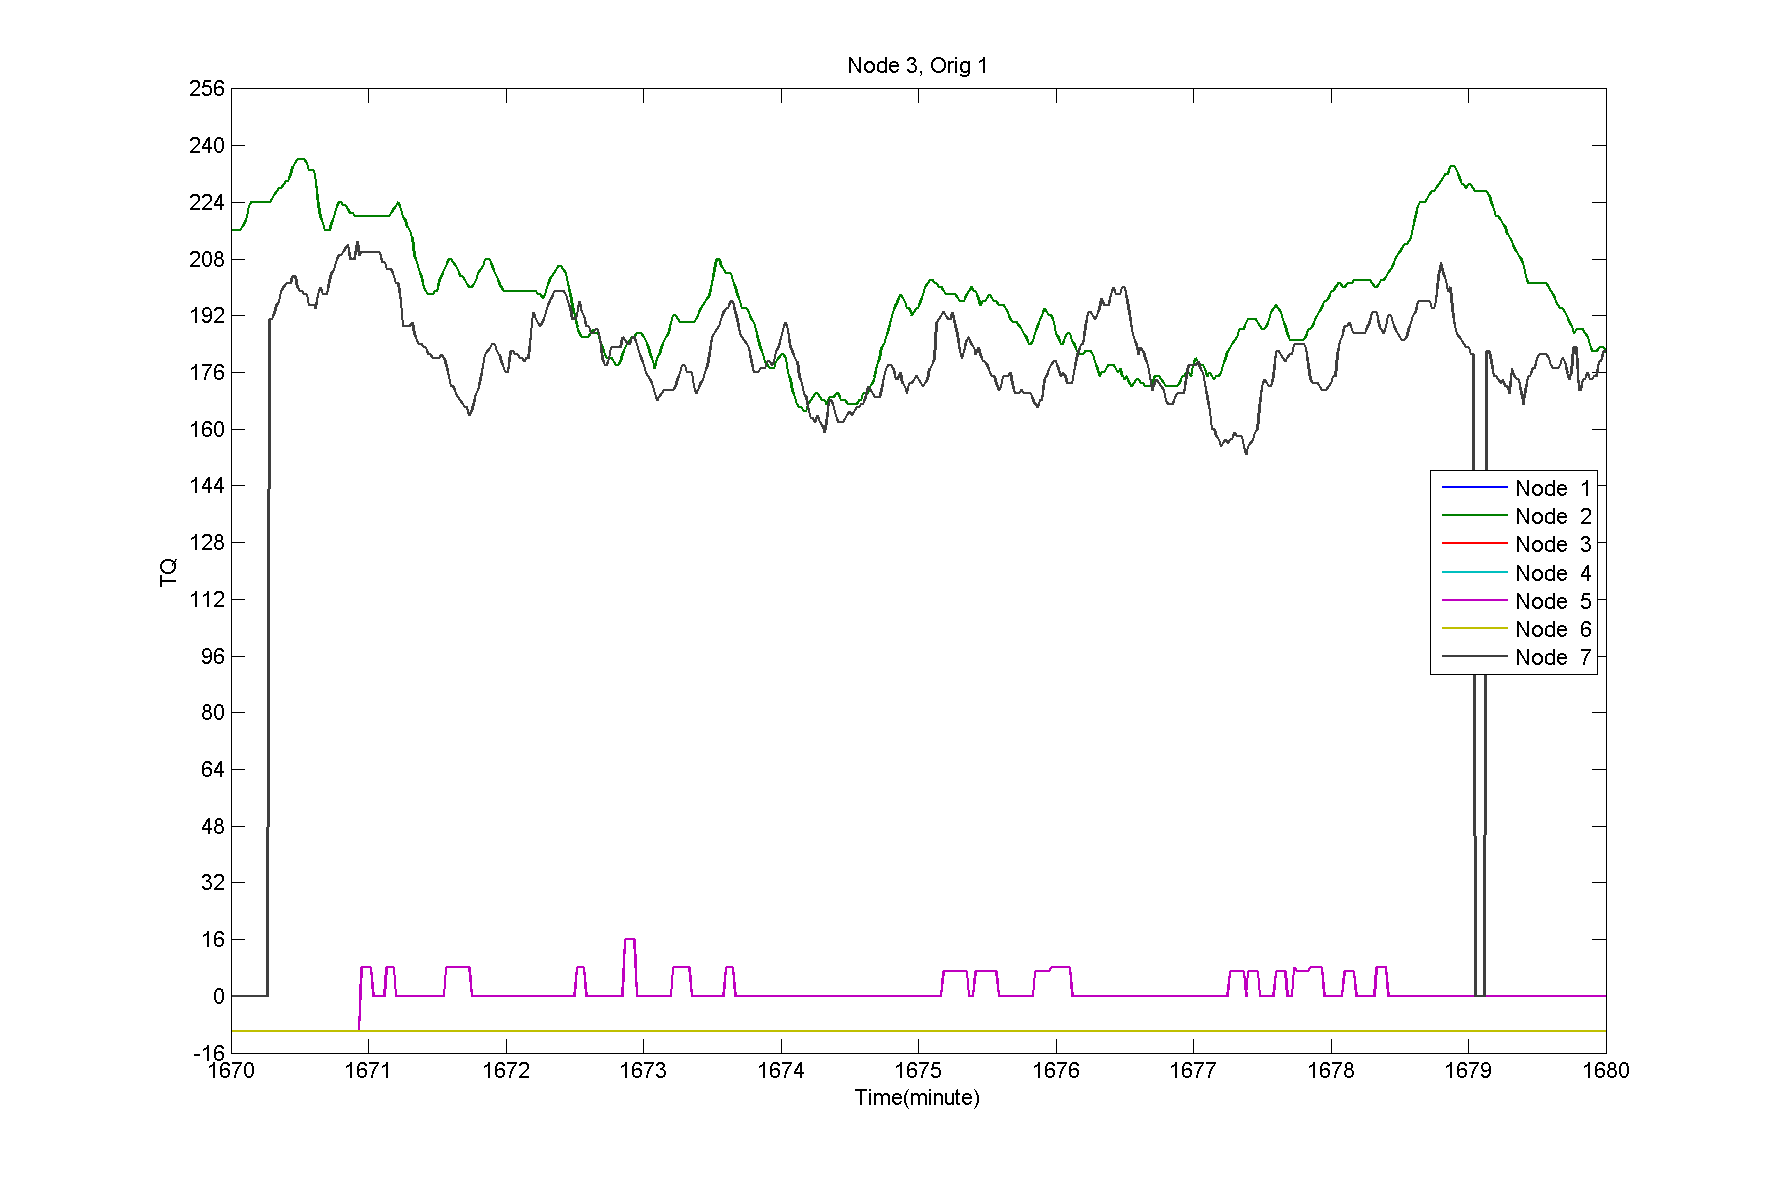 Node 3, Orig 1
256
240
224
208
192
176
160
144
128
112
96
80
64
48
32
16
0
-16
TQ
Node 1
Node 2
Node 3
Node 4
Node 5
Node 6
Node 7
1670 1671 1672 1673 1674 1675 1676 1677 1678 1679 1680
Time(minute)